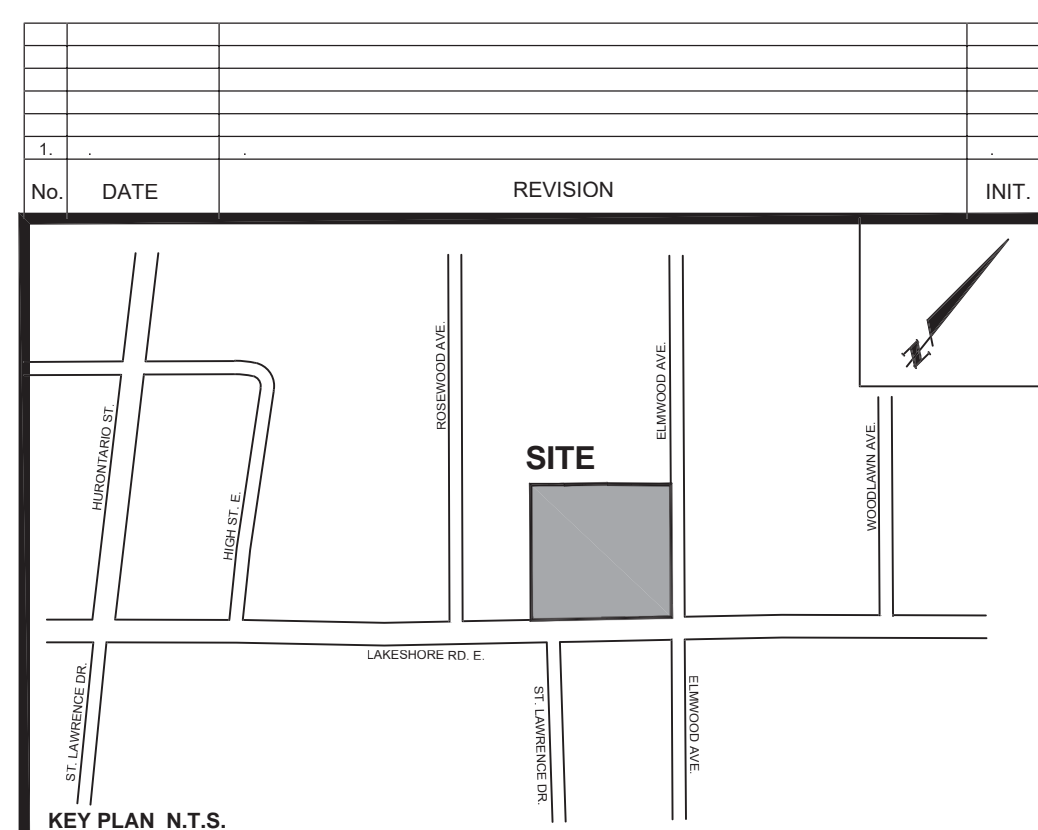 1. . . .
No. DATE REVISION INIT.
N
HURONTARIO ST.
HIGH ST. E.
ROSEWOOD AVE.
ELMWOOD AVE.
SITE
WOODLAWN AVE.
LAKESHORE RD. E.
ST. LAWRENCE DR.
ST. LAWRENCE DR.
ELMWOOD AVE.
KEY PLAN N.T.S.